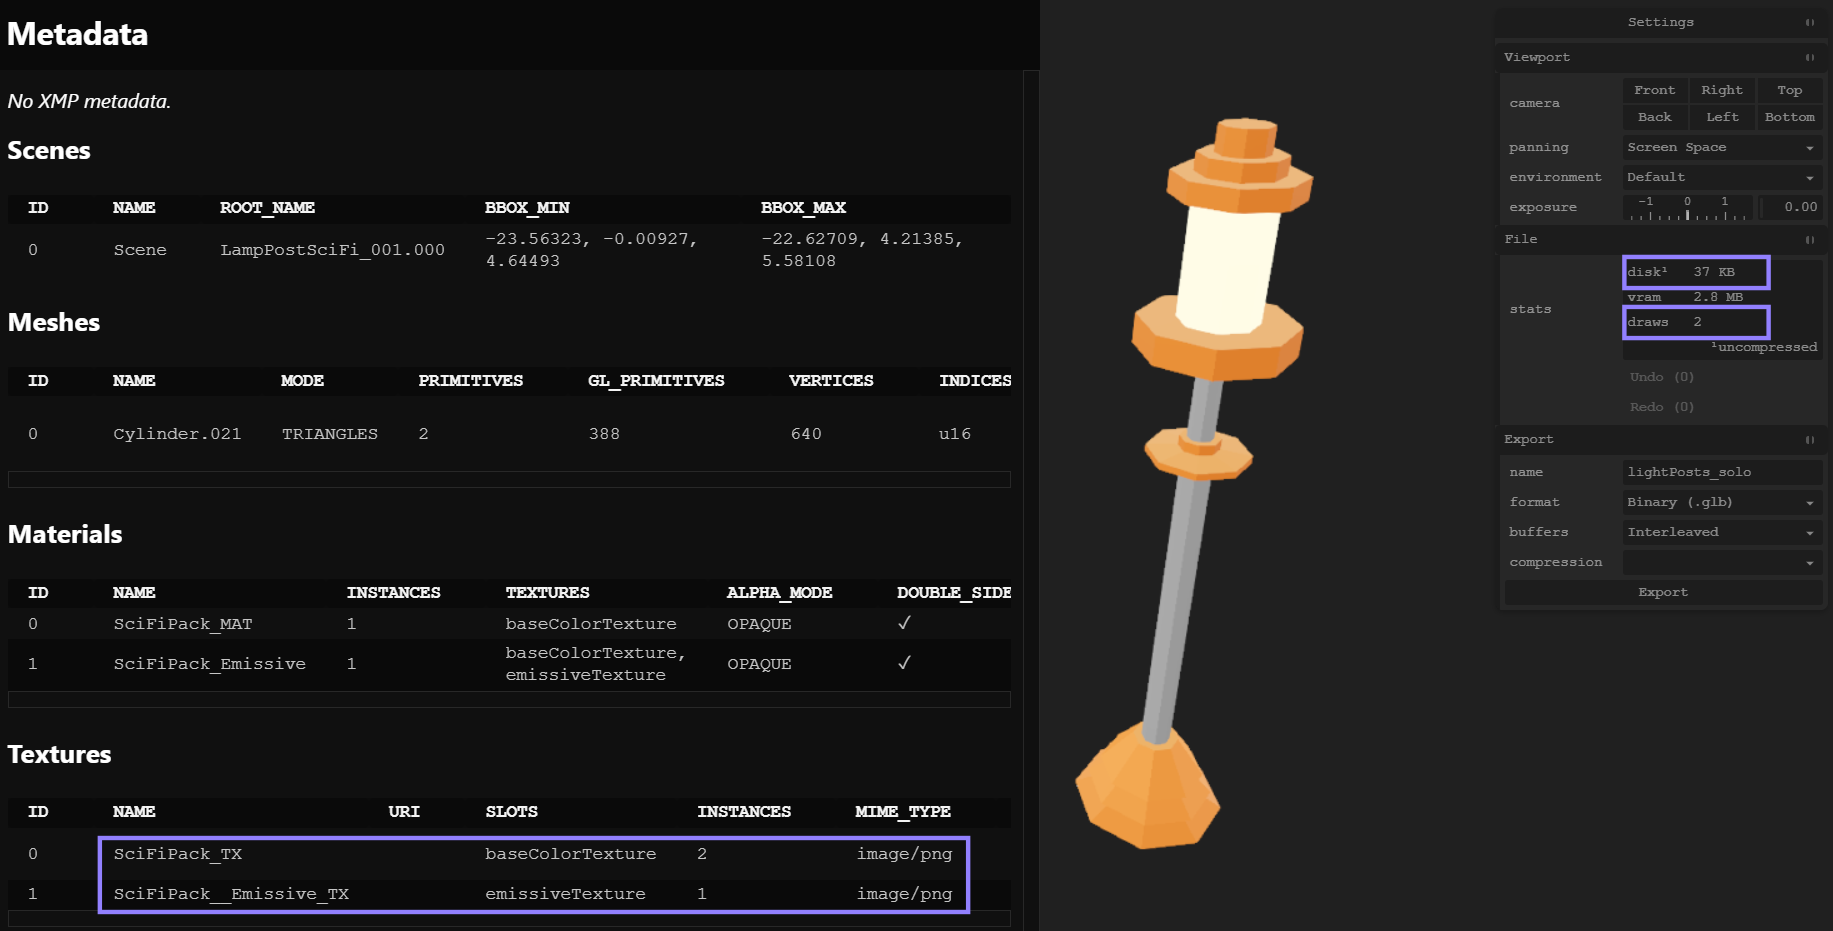 Metadata
No XMP metadata.
Scenes
ID NAME ROOT_NAME BBOX_MIN BBOX_MAX
0 Scene LampPostSciFi_001.000 -23.56323, -0.00927, 4.64493 -22.62709, 4.21385, 5.58108
Meshes
ID NAME MODE PRIMITIVES GL_PRIMITIVES VERTICES INDICES
0 Cylinder.021 TRIANGLES 2 388 640 u16
Materials
ID NAME INSTANCES TEXTURES ALPHA_MODE DOUBLE_SIDE
0 SciFiPack_MAT 1 baseColorTexture OPAQUE ✓
1 SciFiPack_Emissive 1 baseColorTexture, emissiveTexture OPAQUE ✓
Textures
ID NAME URI SLOTS INSTANCES MIME_TYPE
0 SciFiPack_TX baseColorTexture 2 image/png
1 SciFiPack__Emissive_TX emissiveTexture 1 image/png
Settings
Viewport
camera Front Right Top
Back Left Bottom
panning Screen Space
environment Default
exposure -1 0 1 0.00
File
stats
disk¹ 37 KB
vram 2.8 MB
draws 2
¹uncompressed
Undo (0)
Redo (0)
Export
name lightPosts_solo
format Binary (.glb)
buffers Interleaved
compression
Export